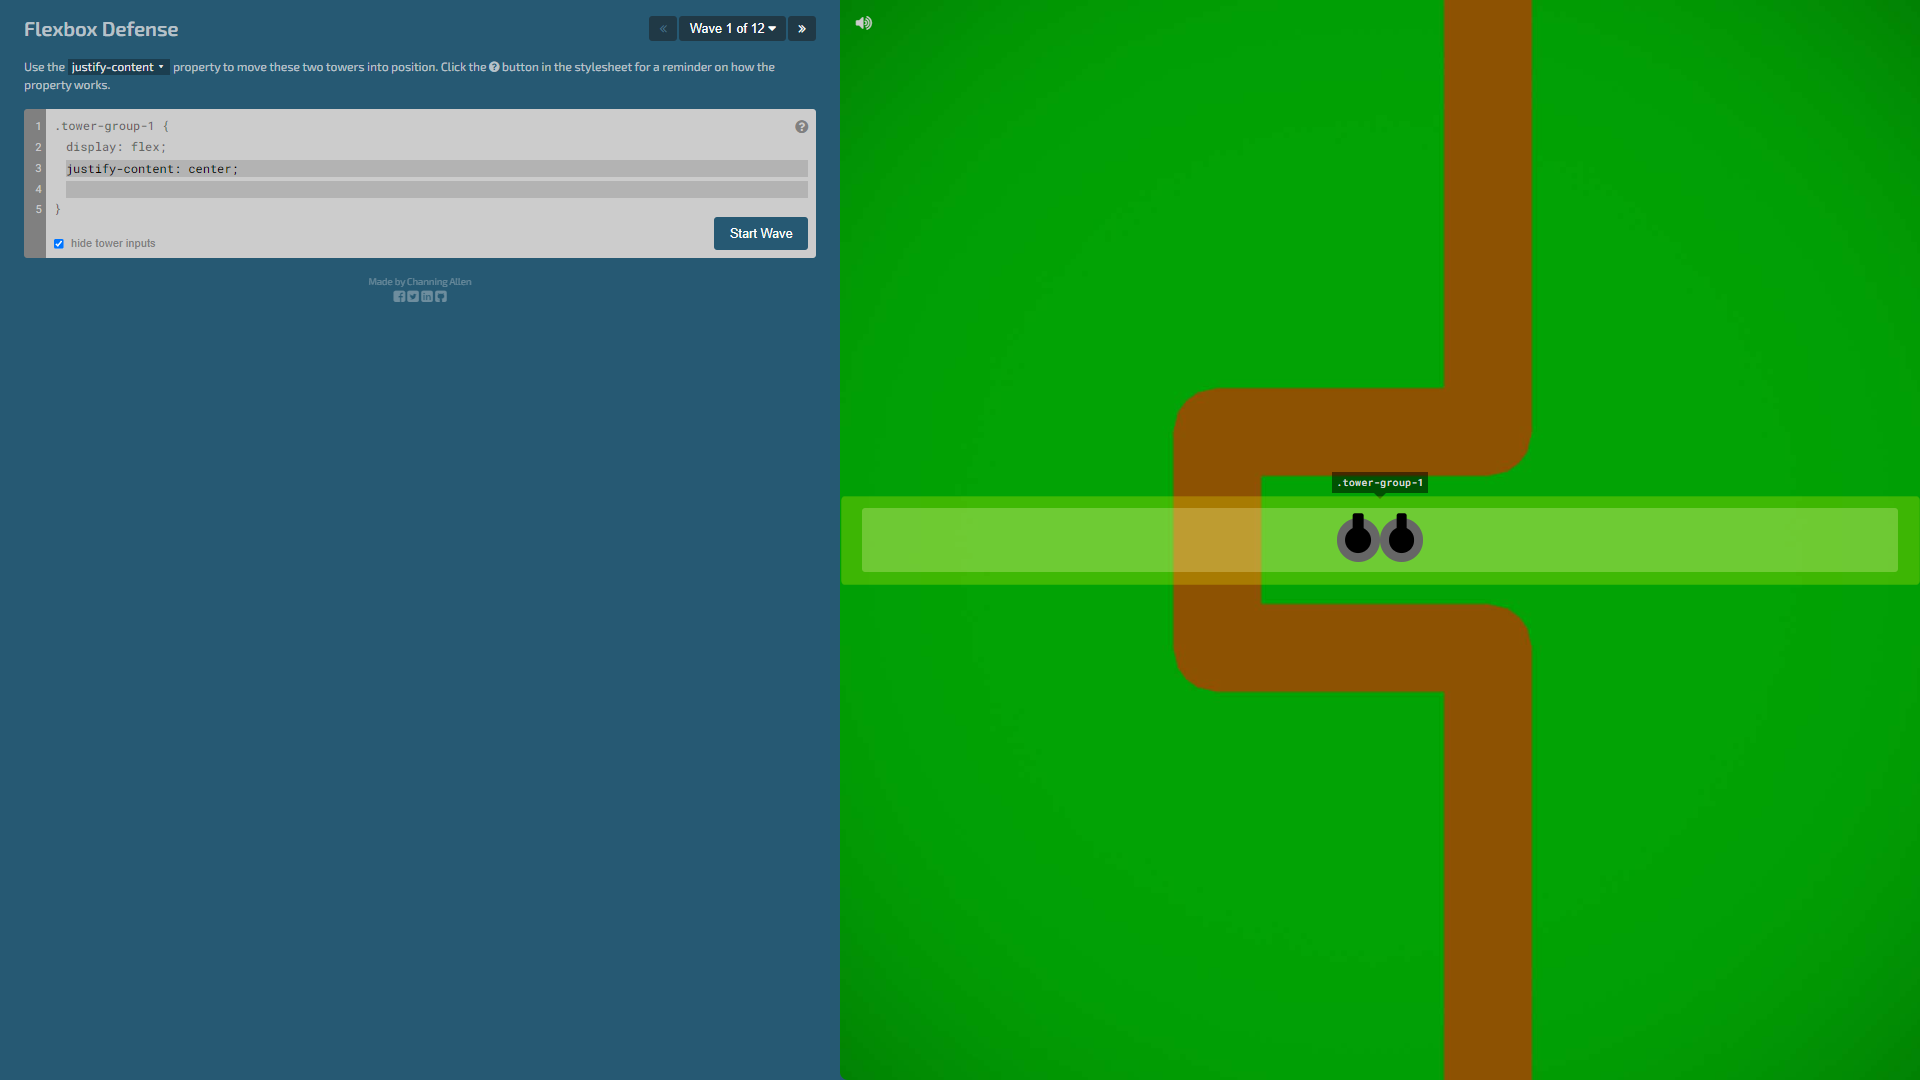 Flexbox Defense
« Wave 1 of 12 »
Use the justify-content property to move these two towers into position. Click the ? button in the stylesheet for a reminder on how the
property works.
1 .tower-group-1 { ?
2 display: flex;
3 justify-content: center;
4
5 }
Start Wave
hide tower inputs
Made by Channing Allen
.tower-group-1